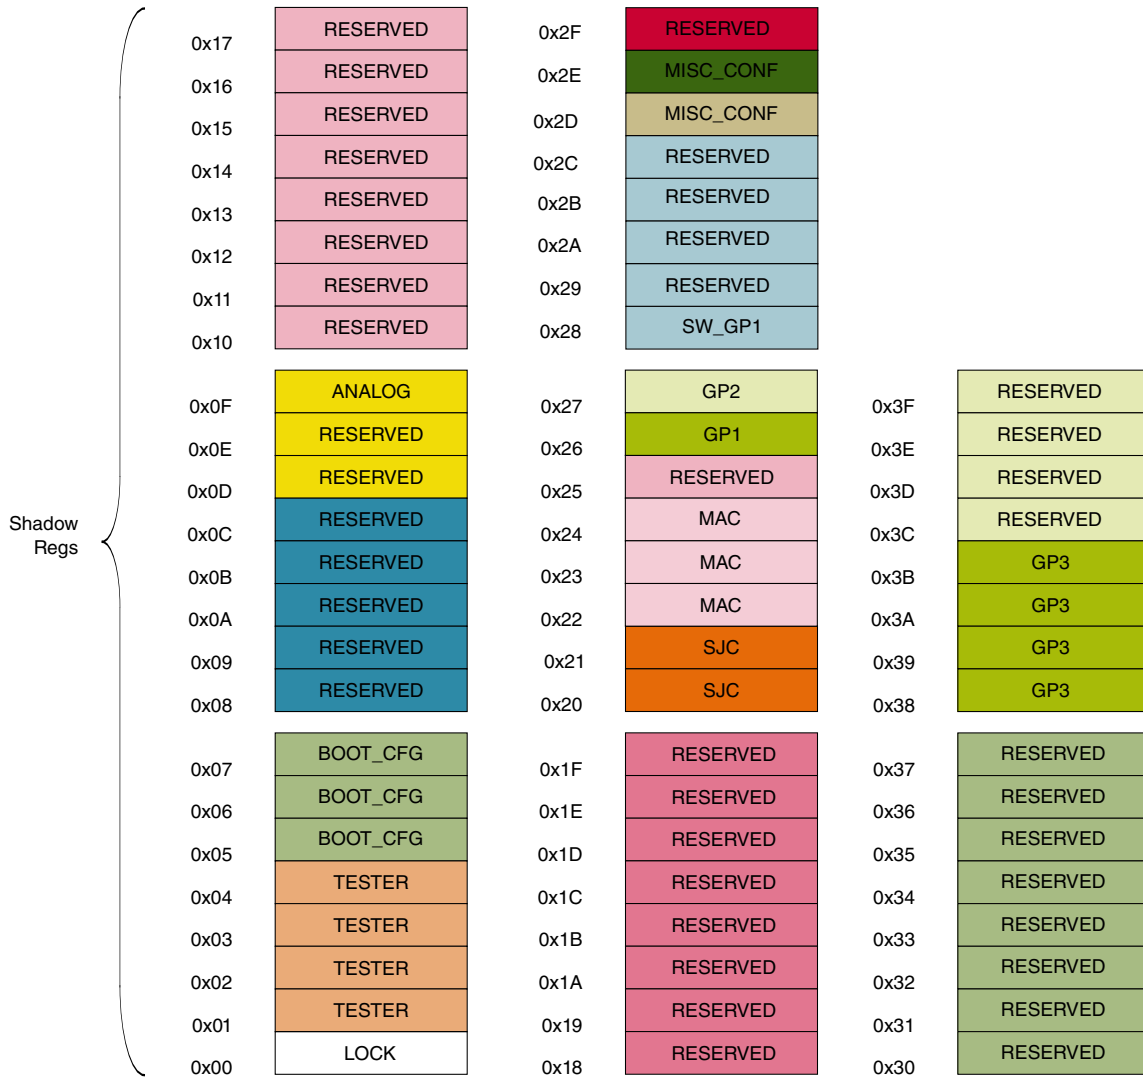 0x17 RESERVED
0x16 RESERVED
0x15 RESERVED
0x14 RESERVED
0x13 RESERVED
0x12 RESERVED
0x11 RESERVED
0x10 RESERVED
0x0F ANALOG
0x0E RESERVED
0x0D RESERVED
0x0C RESERVED
0x0B RESERVED
0x0A RESERVED
0x09 RESERVED
0x08 RESERVED
0x07 BOOT_CFG
0x06 BOOT_CFG
0x05 BOOT_CFG
0x04 TESTER
0x03 TESTER
0x02 TESTER
0x01 TESTER
0x00 LOCK
Shadow
Regs
0x2F RESERVED
0x2E MISC_CONF
0x2D MISC_CONF
0x2C RESERVED
0x2B RESERVED
0x2A RESERVED
0x29 RESERVED
0x28 SW_GP1
0x27 GP2
0x26 GP1
0x25 RESERVED
0x24 MAC
0x23 MAC
0x22 MAC
0x21 SJC
0x20 SJC
0x1F RESERVED
0x1E RESERVED
0x1D RESERVED
0x1C RESERVED
0x1B RESERVED
0x1A RESERVED
0x19 RESERVED
0x18 RESERVED
0x3F RESERVED
0x3E RESERVED
0x3D RESERVED
0x3C RESERVED
0x3B GP3
0x3A GP3
0x39 GP3
0x38 GP3
0x37 RESERVED
0x36 RESERVED
0x35 RESERVED
0x34 RESERVED
0x33 RESERVED
0x32 RESERVED
0x31 RESERVED
0x30 RESERVED